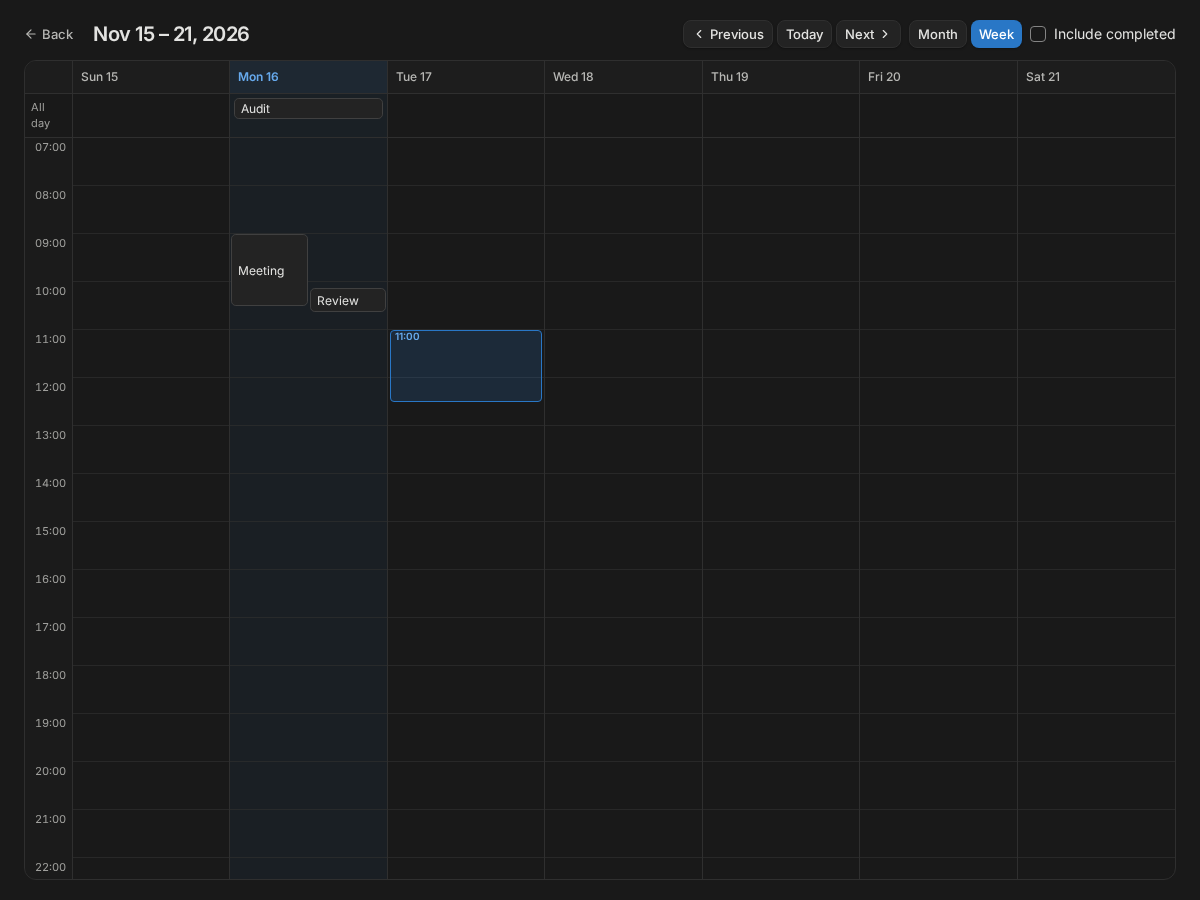 Back
Nov 15 – 21, 2026
Previous
Today
Next
Month
Week
Include completed
Sun 15
Mon 16
Tue 17
Wed 18
Thu 19
Fri 20
Sat 21
All
day
Audit
07:00
08:00
09:00
Meeting
10:00
Review
11:00
11:00
12:00
13:00
14:00
15:00
16:00
17:00
18:00
19:00
20:00
21:00
22:00